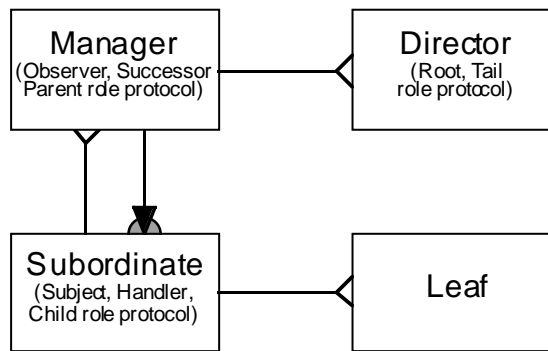 Manager
(Observer, Successor
Parent role protocol)
Director
(Root, Tail
role protocol)
Subordinate
(Subject, Handler,
Child role protocol)
Leaf